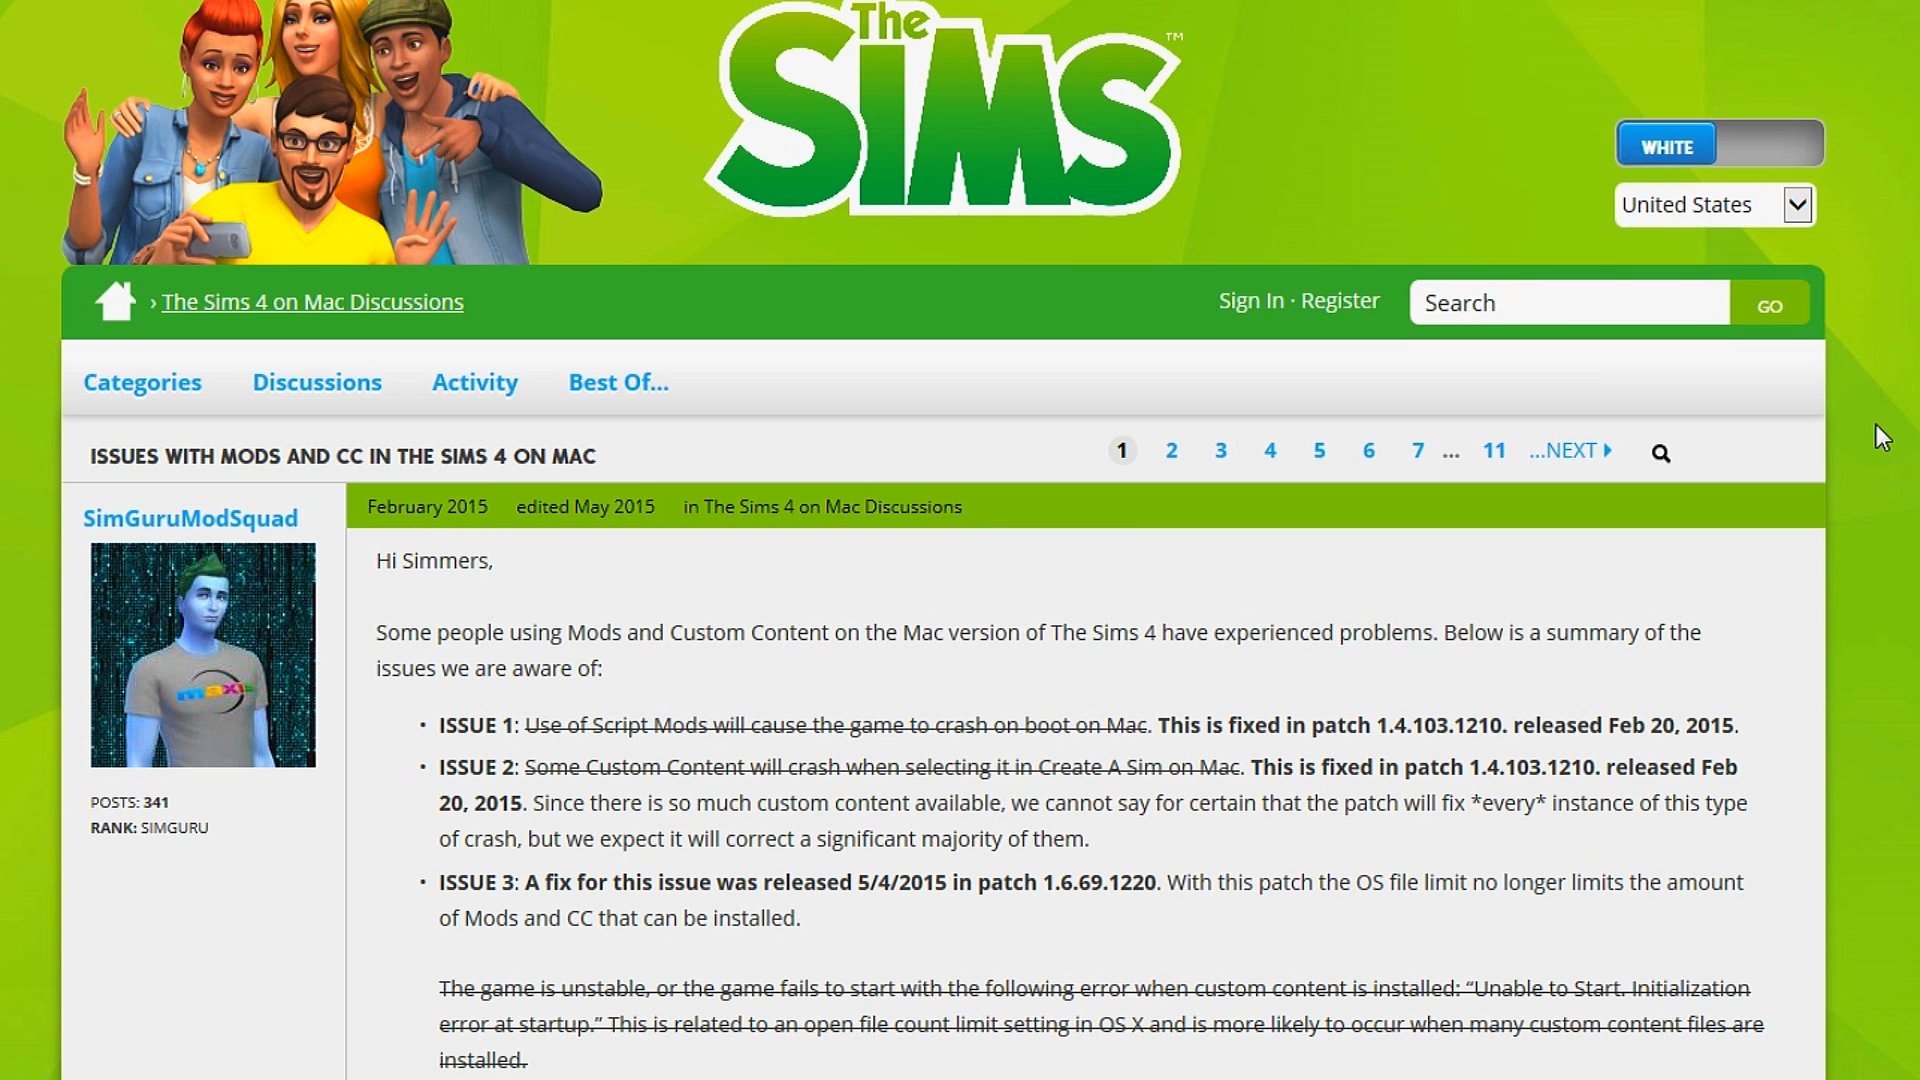 The
SIMS
TM
WHITE
United States
› The Sims 4 on Mac Discussions
Sign In · Register
Search
GO
Categories Discussions Activity Best Of...
ISSUES WITH MODS AND CC IN THE SIMS 4 ON MAC
1 2 3 4 5 6 7 ... 11 ...NEXT
SimGuruModSquad
February 2015 edited May 2015 in The Sims 4 on Mac Discussions
maxis
POSTS: 341
RANK: SIMGURU
Hi Simmers,
Some people using Mods and Custom Content on the Mac version of The Sims 4 have experienced problems. Below is a summary of the
issues we are aware of:
• ISSUE 1: Use of Script Mods will cause the game to crash on boot on Mac. This is fixed in patch 1.4.103.1210. released Feb 20, 2015.
• ISSUE 2: Some Custom Content will crash when selecting it in Create A Sim on Mac. This is fixed in patch 1.4.103.1210. released Feb
20, 2015. Since there is so much custom content available, we cannot say for certain that the patch will fix *every* instance of this type
of crash, but we expect it will correct a significant majority of them.
• ISSUE 3: A fix for this issue was released 5/4/2015 in patch 1.6.69.1220. With this patch the OS file limit no longer limits the amount
of Mods and CC that can be installed.
The game is unstable, or the game fails to start with the following error when custom content is installed: “Unable to Start. Initialization
error at startup.” This is related to an open file count limit setting in OS X and is more likely to occur when many custom content files are
installed.